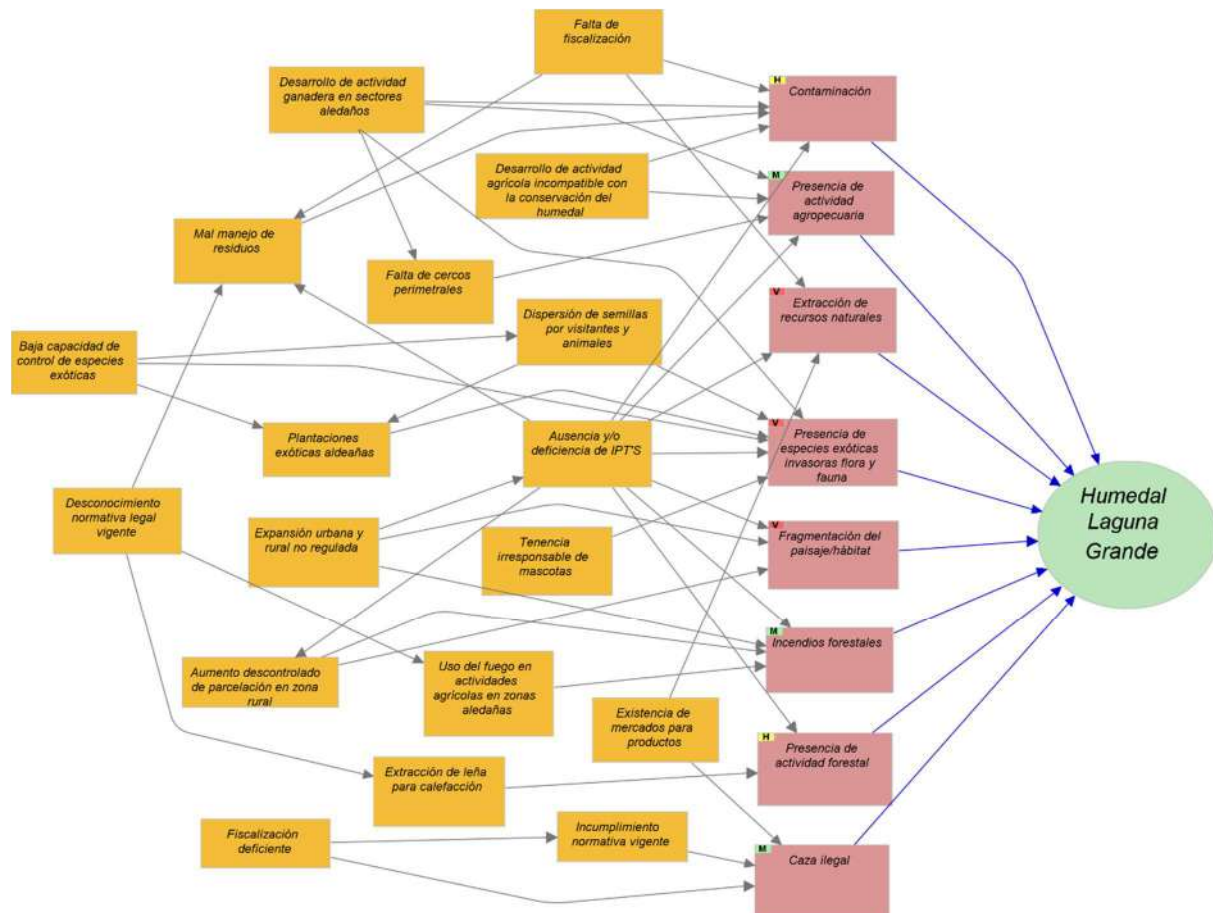 Falta de
fiscalización
Desarrollo de actividad
ganadera en sectores
aledaños
H
Contaminación
Desarrollo de actividad
agrícola incompatible con
la conservación del
humedal
M
Presencia de
actividad
agropecuaria
Mal manejo de
residuos
Falta de cercos
perimetrales
V
Extracción de
recursos naturales
Baja capacidad de
control de especies
exóticas
Dispersión de semillas
por visitantes y
animales
Plantaciones
exóticas aldeañas
Ausencia y/o
deficiencia de IPT'S
V
Presencia de
especies exóticas
invasoras flora y
fauna
Humedal
Laguna
Grande
Desconocimiento
normativa legal
vigente
Expansión urbana y
rural no regulada
Tenencia
irresponsable de
mascotas
V
Fragmentación del
paisaje/hábitat
Aumento descontrolado
de parcelación en zona
rural
Uso del fuego en
actividades
agrícolas en zonas
aledañas
M
Incendios forestales
Existencia de
mercados para
productos
H
Presencia de
actividad forestal
Extracción de leña
para calefacción
Fiscalización
deficiente
Incumplimiento
normativa vigente
M
Caza ilegal